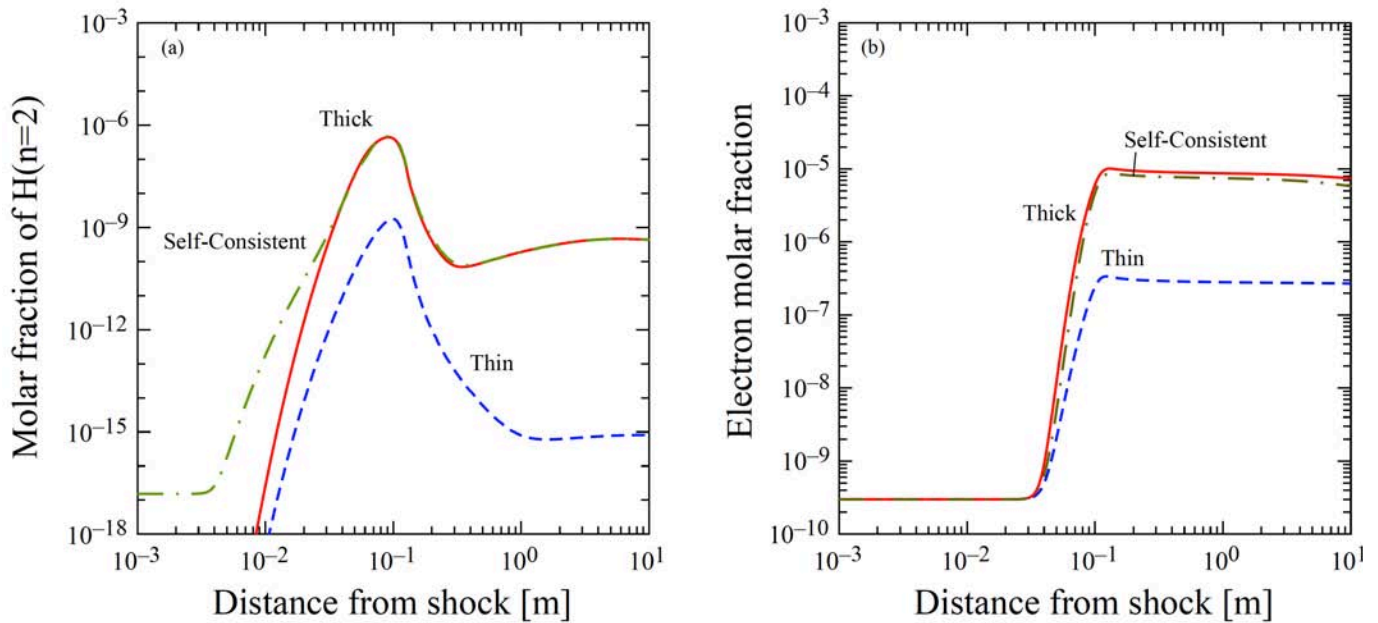 (a)
Molar fraction of H(n=2)
10⁻³
10⁻⁶
10⁻⁹
10⁻¹²
10⁻¹⁵
10⁻¹⁸
Thick
Self-Consistent
Thin
10⁻³ 10⁻² 10⁻¹ 10⁰ 10¹
Distance from shock [m]
(b)
Electron molar fraction
10⁻³
10⁻⁴
10⁻⁵
10⁻⁶
10⁻⁷
10⁻⁸
10⁻⁹
10⁻¹⁰
Self-Consistent
Thick
Thin
10⁻³ 10⁻² 10⁻¹ 10⁰ 10¹
Distance from shock [m]